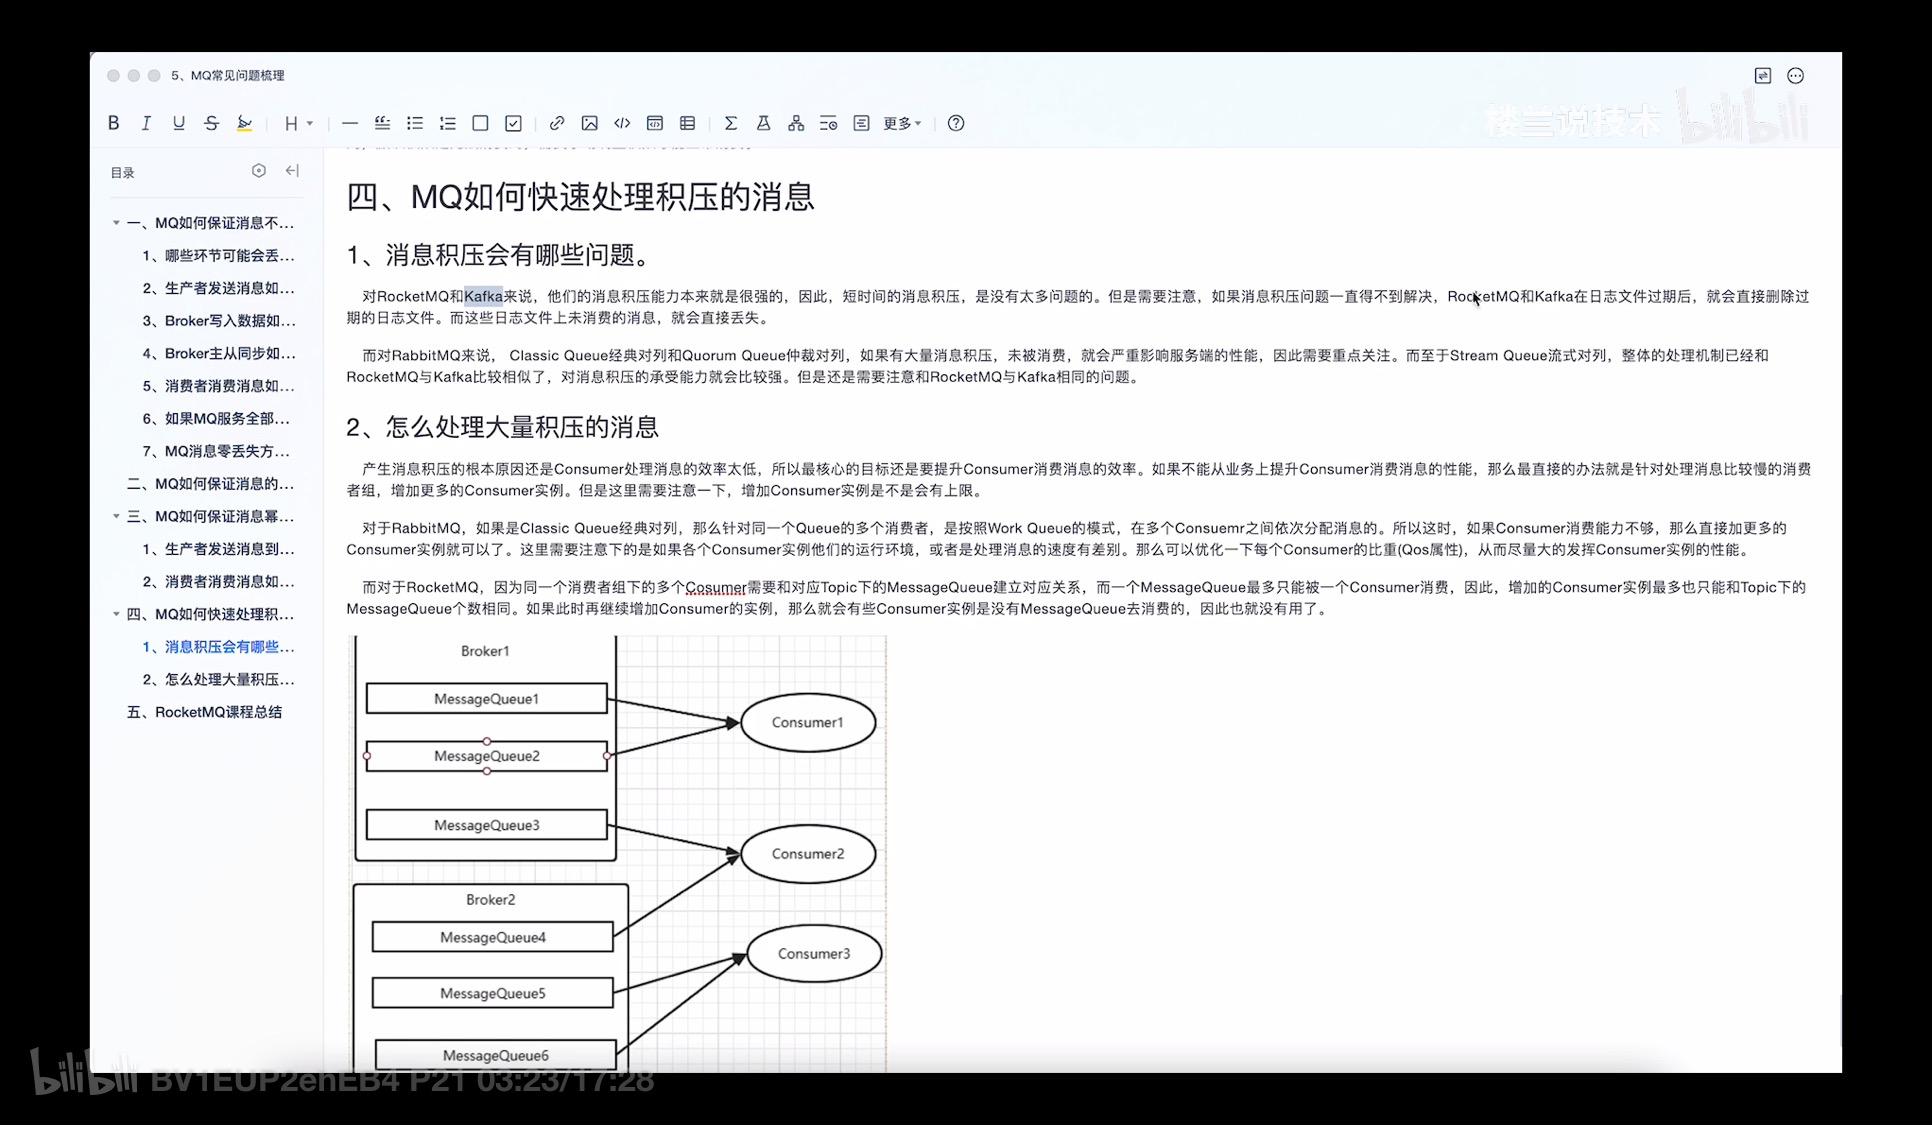 5、MQ常见问题梳理
B I U S H 更多
楼兰说技术 bilibili
目录
一、MQ如何保证消息不...
1、哪些环节可能会丢...
2、生产者发送消息如...
3、Broker写入数据如...
4、Broker主从同步如...
5、消费者消费消息如...
6、如果MQ服务全部...
7、MQ消息零丢失方...
二、MQ如何保证消息的...
三、MQ如何保证消息幂...
1、生产者发送消息到...
2、消费者消费消息如...
四、MQ如何快速处理积...
1、消息积压会有哪些...
2、怎么处理大量积压...
五、RocketMQ课程总结
四、MQ如何快速处理积压的消息
1、消息积压会有哪些问题。
对RocketMQ和Kafka来说，他们的消息积压能力本来就是很强的，因此，短时间的消息积压，是没有太多问题的。但是需要注意，如果消息积压问题一直得不到解决，RocketMQ和Kafka在日志文件过期后，就会直接删除过
期的日志文件。而这些日志文件上未消费的消息，就会直接丢失。
而对RabbitMQ来说， Classic Queue经典对列和Quorum Queue仲裁对列，如果有大量消息积压，未被消费，就会严重影响服务端的性能，因此需要重点关注。而至于Stream Queue流式对列，整体的处理机制已经和
RocketMQ与Kafka比较相似了，对消息积压的承受能力就会比较强。但是还是需要注意和RocketMQ与Kafka相同的问题。
2、怎么处理大量积压的消息
产生消息积压的根本原因还是Consumer处理消息的效率太低，所以最核心的目标还是要提升Consumer消费消息的效率。如果不能从业务上提升Consumer消费消息的性能，那么最直接的办法就是针对处理消息比较慢的消费
者组，增加更多的Consumer实例。但是这里需要注意一下，增加Consumer实例是不是会有上限。
对于RabbitMQ，如果是Classic Queue经典对列，那么针对同一个Queue的多个消费者，是按照Work Queue的模式，在多个Consuemr之间依次分配消息的。所以这时，如果Consumer消费能力不够，那么直接加更多的
Consumer实例就可以了。这里需要注意下的是如果各个Consumer实例他们的运行环境，或者是处理消息的速度有差别。那么可以优化一下每个Consumer的比重(Qos属性)，从而尽量大的发挥Consumer实例的性能。
而对于RocketMQ，因为同一个消费者组下的多个Cosumer需要和对应Topic下的MessageQueue建立对应关系，而一个MessageQueue最多只能被一个Consumer消费，因此，增加的Consumer实例最多也只能和Topic下的
MessageQueue个数相同。如果此时再继续增加Consumer的实例，那么就会有些Consumer实例是没有MessageQueue去消费的，因此也就没有用了。
Broker1
MessageQueue1
Consumer1
MessageQueue2
MessageQueue3
Consumer2
Broker2
MessageQueue4
Consumer3
MessageQueue5
MessageQueue6
bilibili BV1EUP2enEB4 P21 03:23/17:28